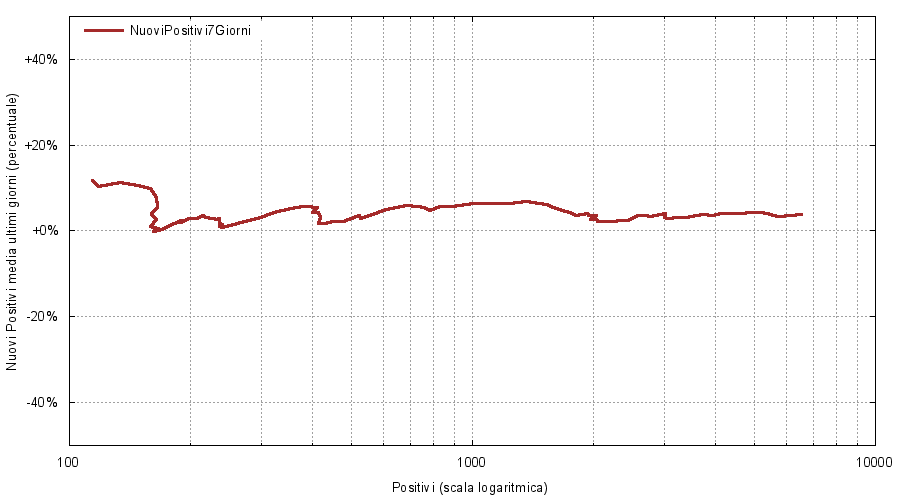 NuoviPositivi7Giorni
Nuovi Positivi media ultimi giorni (percentuale)
+40%
+20%
+0%
-20%
-40%
100
1000
10000
Positivi (scala logaritmica)